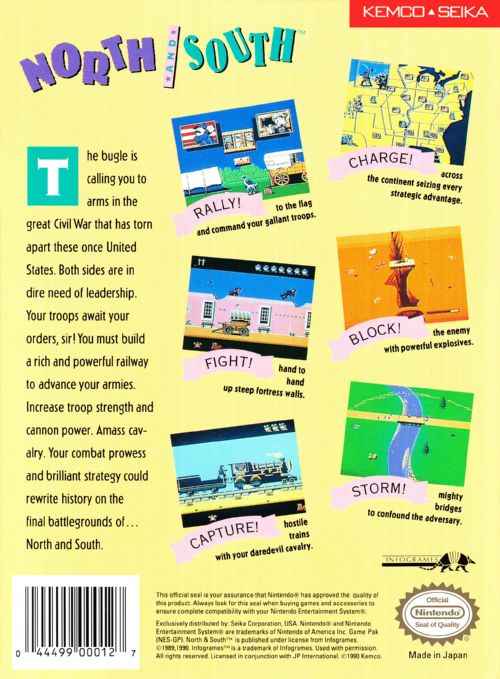 KEMCO▲SEIKA
NORTH AND SOUTH™
The bugle is
calling you to
arms in the
great Civil War that has torn
apart these once United
States. Both sides are in
dire need of leadership.
Your troops await your
orders, sir! You must build
a rich and powerful railway
to advance your armies.
Increase troop strength and
cannon power. Amass cav-
alry. Your combat prowess
and brilliant strategy could
rewrite history on the
final battlegrounds of...
North and South.
RALLY! to the flag
and command your gallant troops.
CHARGE! across
the continent seizing every
strategic advantage.
FIGHT! hand to
hand
up steep fortress walls.
BLOCK! the enemy
with powerful explosives.
CAPTURE! hostile
trains
with your daredevil cavalry.
STORM! mighty
bridges
to confound the adversary.
INFOGRAMES
This official seal is your assurance that Nintendo® has approved the quality of
this product. Always look for this seal when buying games and accessories to
ensure complete compatibility with your Nintendo Entertainment System®.
Exclusively distributed by: Seika Corporation, USA. Nintendo® and Nintendo
Entertainment System® are trademarks of Nintendo of America Inc. Game Pak
(NES-GP). North & South™ is published under license from Infogrames.
©1989,1990. Infogrames™ is a trademark of Infogrames. Used with permission.
All rights reserved. Licensed in conjunction with JP International. ©1990 Kemco.
Official
Nintendo®
Seal of Quality
Made in Japan
0 44499 00012 7